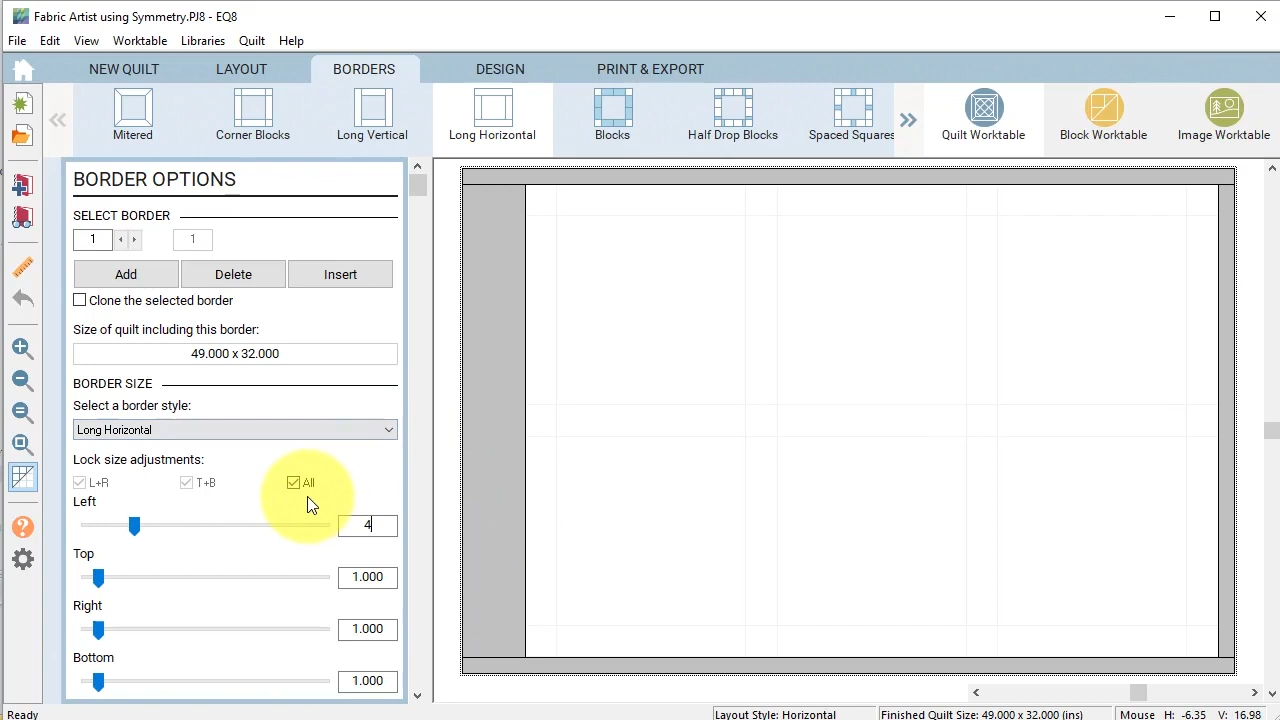 Fabric Artist using Symmetry.PJ8 - EQ8
File Edit View Worktable Libraries Quilt Help
NEW QUILT LAYOUT BORDERS DESIGN PRINT & EXPORT
Mitered Corner Blocks Long Vertical Long Horizontal Blocks Half Drop Blocks Spaced Squares Quilt Worktable Block Worktable Image Worktable
BORDER OPTIONS
SELECT BORDER
1 1
Add Delete Insert
Clone the selected border
Size of quilt including this border:
49.000 x 32.000
BORDER SIZE
Select a border style:
Long Horizontal
Lock size adjustments:
L+R T+B All
Left
4
Top
1.000
Right
1.000
Bottom
1.000
Ready Layout Style: Horizontal Finished Quilt Size: 49.000 x 32.000 (ins) Mouse H: -6.35 V: 16.98